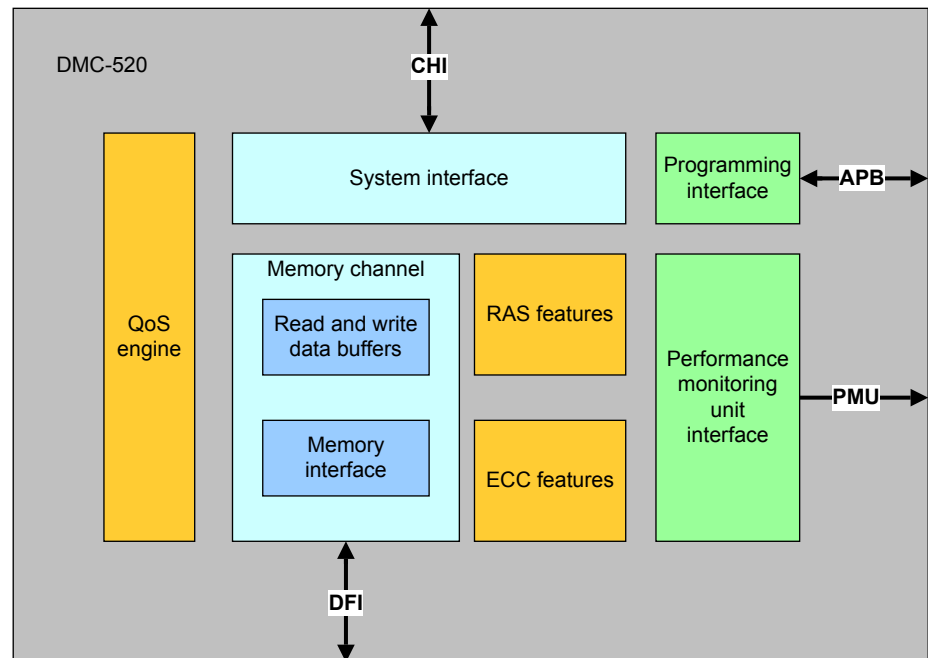 DMC-520
CHI
System interface
Programming
interface
APB
QoS
engine
Memory channel
Read and write
data buffers
Memory
interface
RAS features
ECC features
Performance
monitoring
unit
interface
PMU
DFI